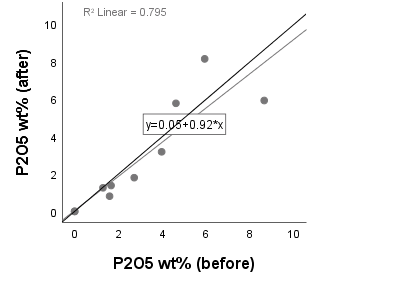 R² Linear = 0.795
10
8
6
4
2
0
y=0.05+0.92*x
0 2 4 6 8 10
P2O5 wt% (after)
P2O5 wt% (before)